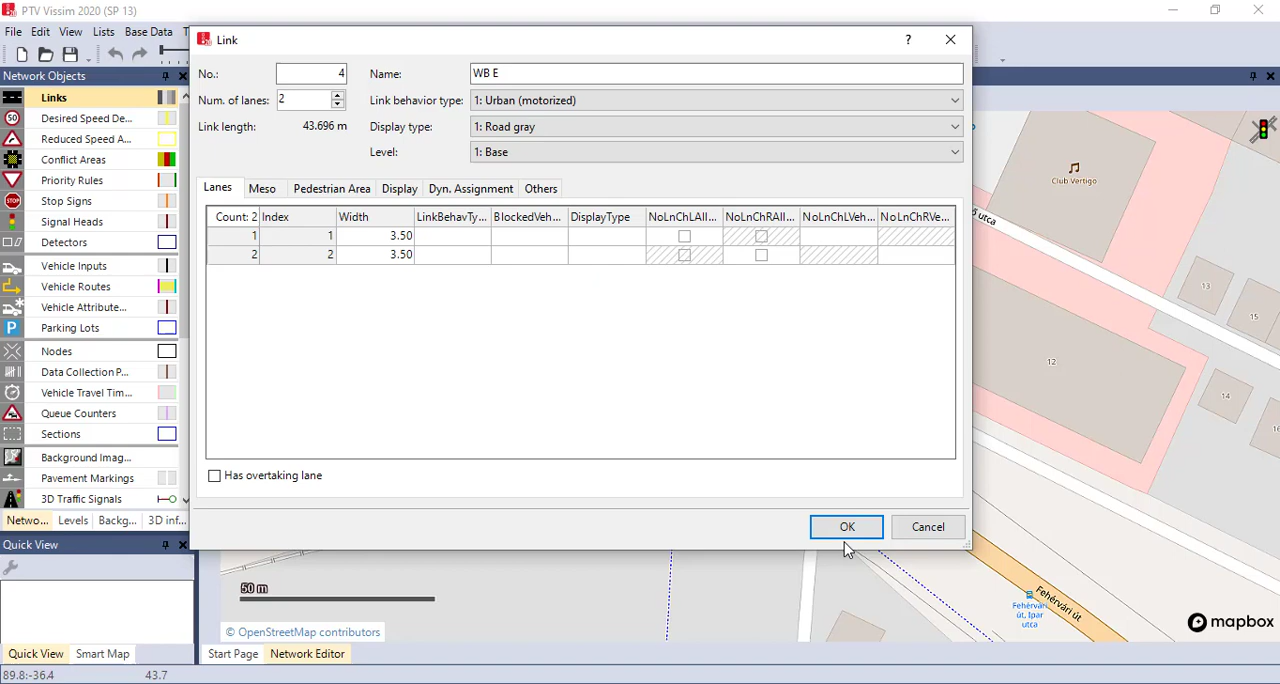 PTV Vissim 2020 (SP 13)
File Edit View Lists Base Data T
Network Objects
Links
Desired Speed De...
Reduced Speed A...
Conflict Areas
Priority Rules
Stop Signs
Signal Heads
Detectors
Vehicle Inputs
Vehicle Routes
Vehicle Attribute...
Parking Lots
Nodes
Data Collection P...
Vehicle Travel Tim...
Queue Counters
Sections
Background Imag...
Pavement Markings
3D Traffic Signals
Netwo... Levels Backg... 3D inf...
Quick View
Quick View Smart Map
89.8:-36.4 43.7
Link
?
No.: 4 Name: WB E
Num. of lanes: 2 Link behavior type: 1: Urban (motorized)
Link length: 43.696 m Display type: 1: Road gray
Level: 1: Base
Lanes Meso Pedestrian Area Display Dyn. Assignment Others
Count: 2 Index Width LinkBehavTy... BlockedVeh... DisplayType NoLnChLAll... NoLnChRAll... NoLnChLVeh... NoLnChRVe...
1 1 3.50
2 2 3.50
Has overtaking lane
OK Cancel
Club Vertigo
utca
13
15
12
14
50 m
Fehérvári
út, Ipar
utca
Fehérvári út
© OpenStreetMap contributors
mapbox
Start Page Network Editor
50
STOP
P